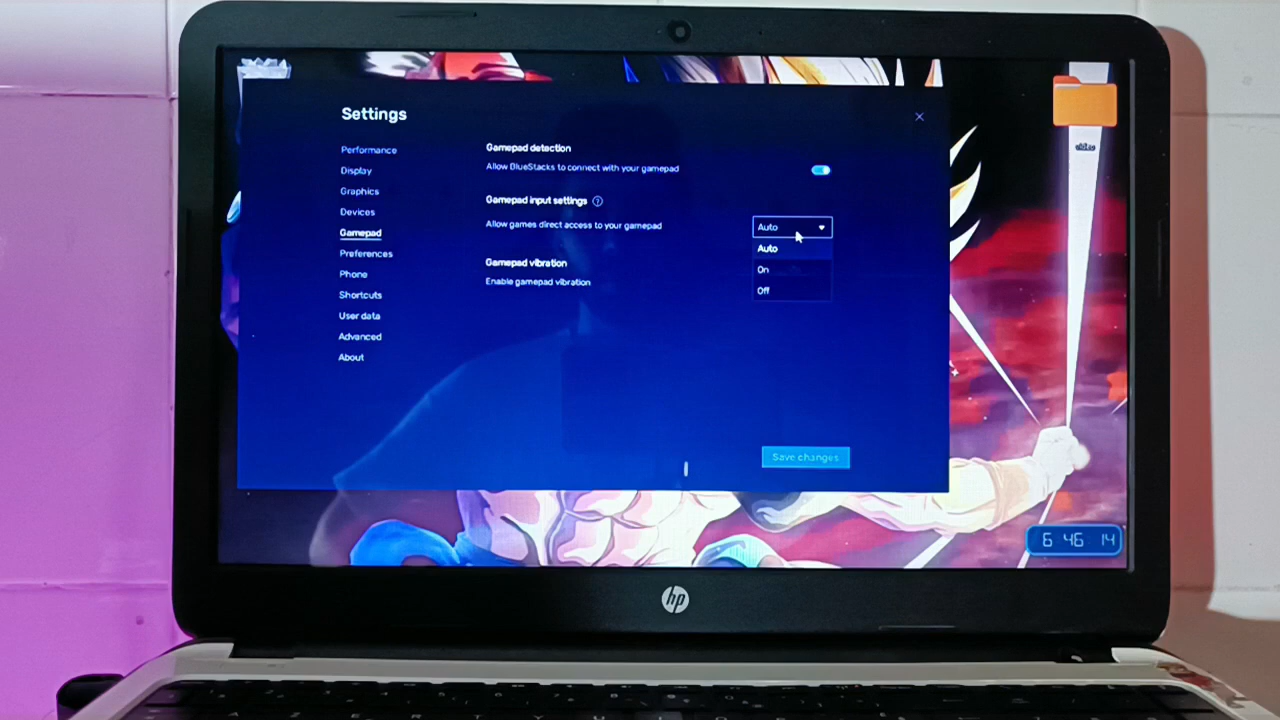 Settings
Performance
Display
Graphics
Devices
Gamepad
Preferences
Phone
Shortcuts
User data
Advanced
About
Gamepad detection
Allow BlueStacks to connect with your gamepad
Gamepad input settings ?
Allow games direct access to your gamepad
Auto
Auto
On
Off
Gamepad vibration
Enable gamepad vibration
Save changes
6 46 14
hp